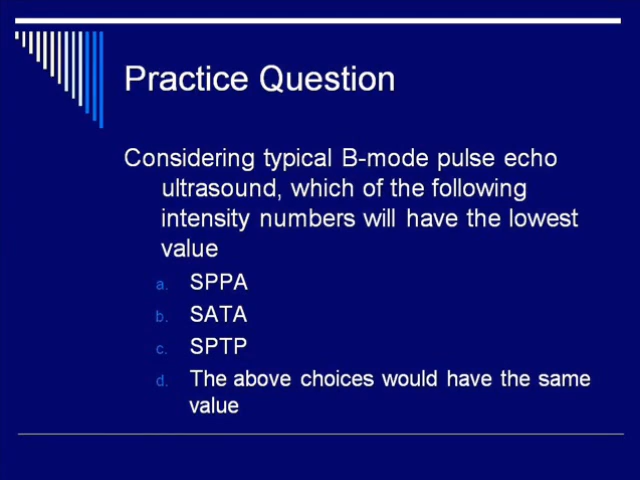 Practice Question
Considering typical B-mode pulse echo
ultrasound, which of the following
intensity numbers will have the lowest
value
a. SPPA
b. SATA
c. SPTP
d. The above choices would have the same
value